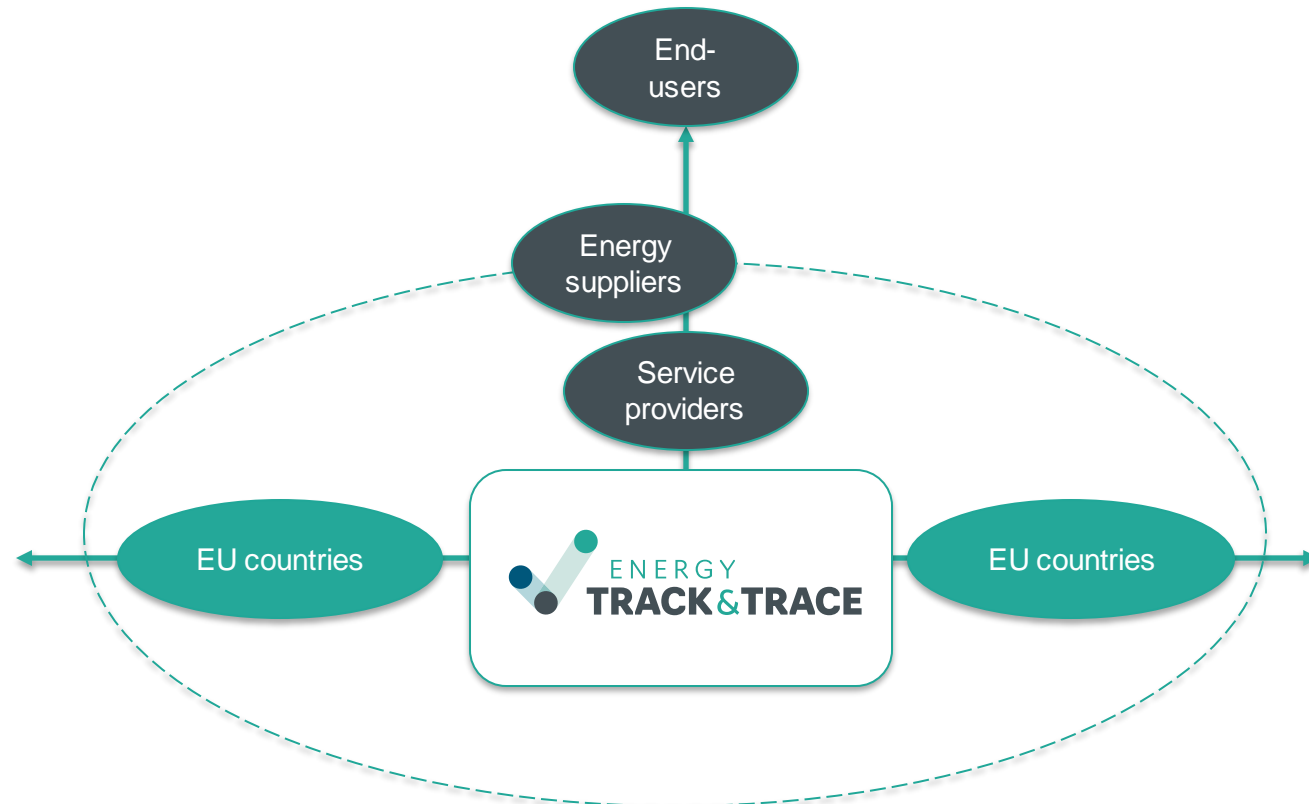 End-
users
Energy
suppliers
Service
providers
EU countries
ENERGY
TRACK&TRACE
EU countries